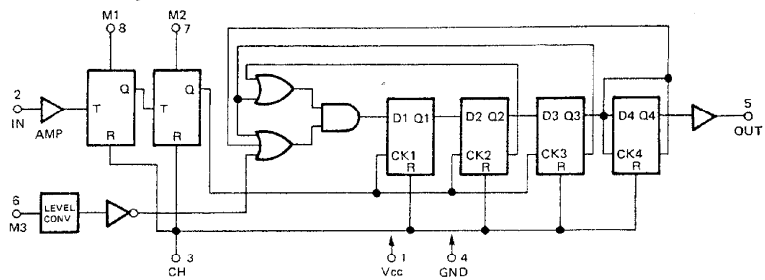 M1
8
M2
7
2
IN
AMP
T
Q
R
T
Q
R
D1 Q1
CK1
R
D2 Q2
CK2
R
D3 Q3
CK3
R
D4 Q4
CK4
R
5
OUT
6
M3
LEVEL
CONV
3
CH
1
Vcc
4
GND